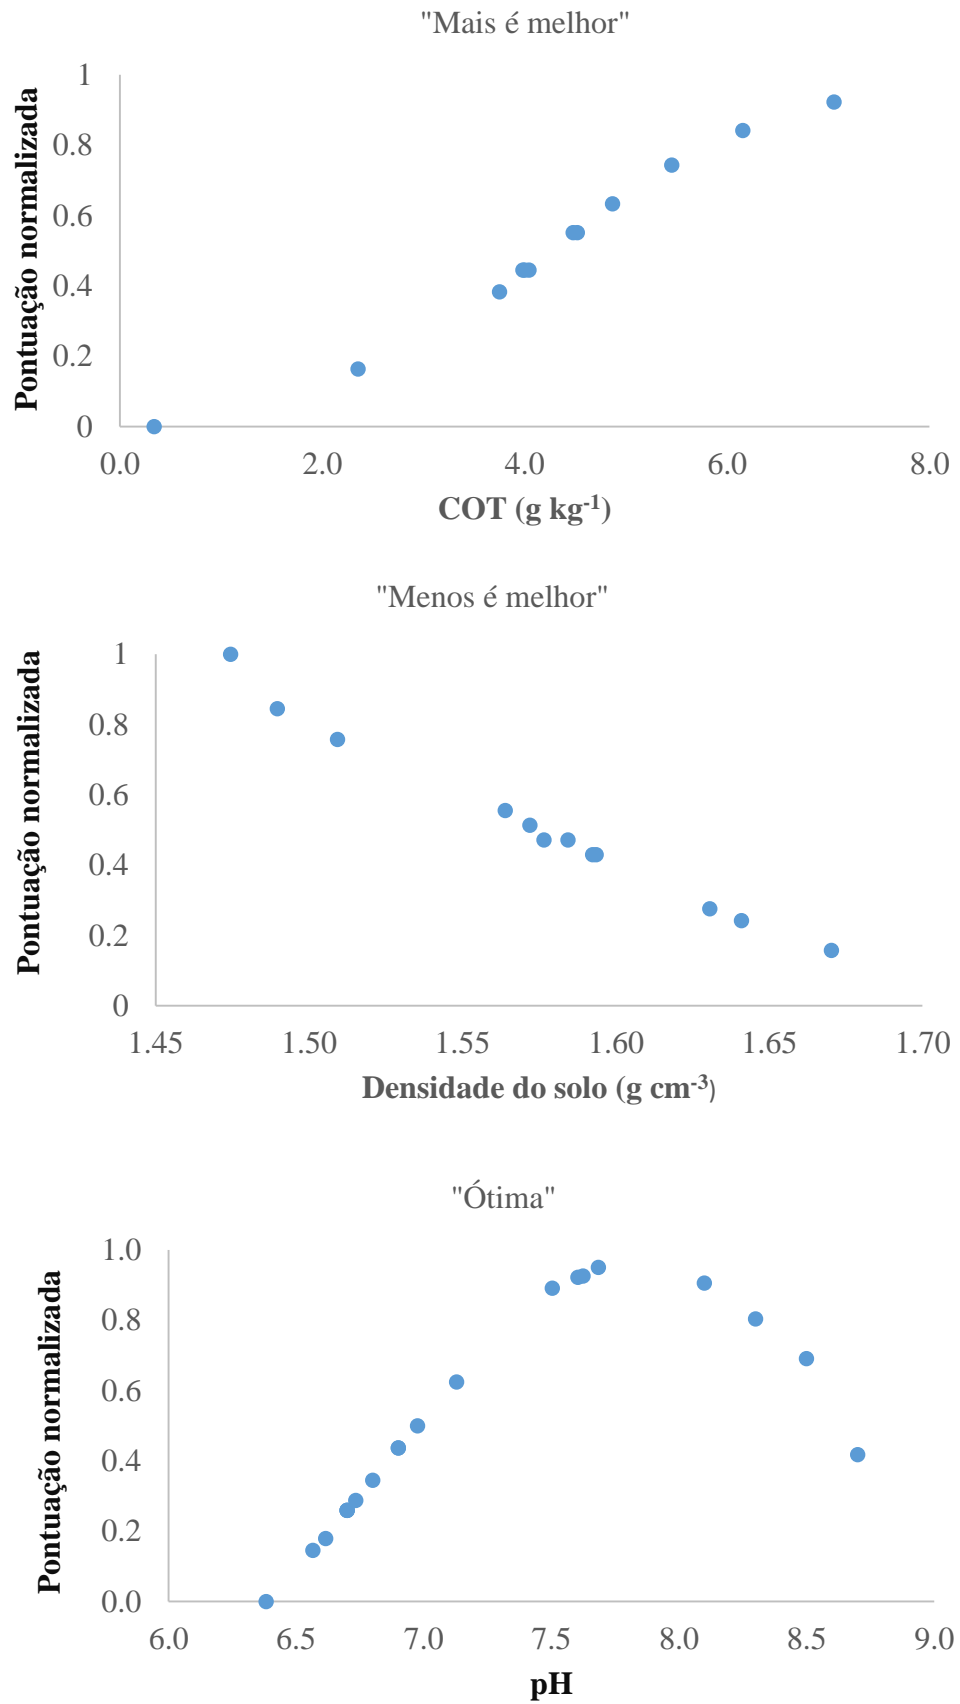 "Mais é melhor"
Pontuação normalizada
1
0.8
0.6
0.4
0.2
0
0.0 2.0 4.0 6.0 8.0
COT (g kg-1)
"Menos é melhor"
Pontuação normalizada
1
0.8
0.6
0.4
0.2
0
1.45 1.50 1.55 1.60 1.65 1.70
Densidade do solo (g cm-3)
"Ótima"
Pontuação normalizada
1.0
0.8
0.6
0.4
0.2
0.0
6.0 6.5 7.0 7.5 8.0 8.5 9.0
pH